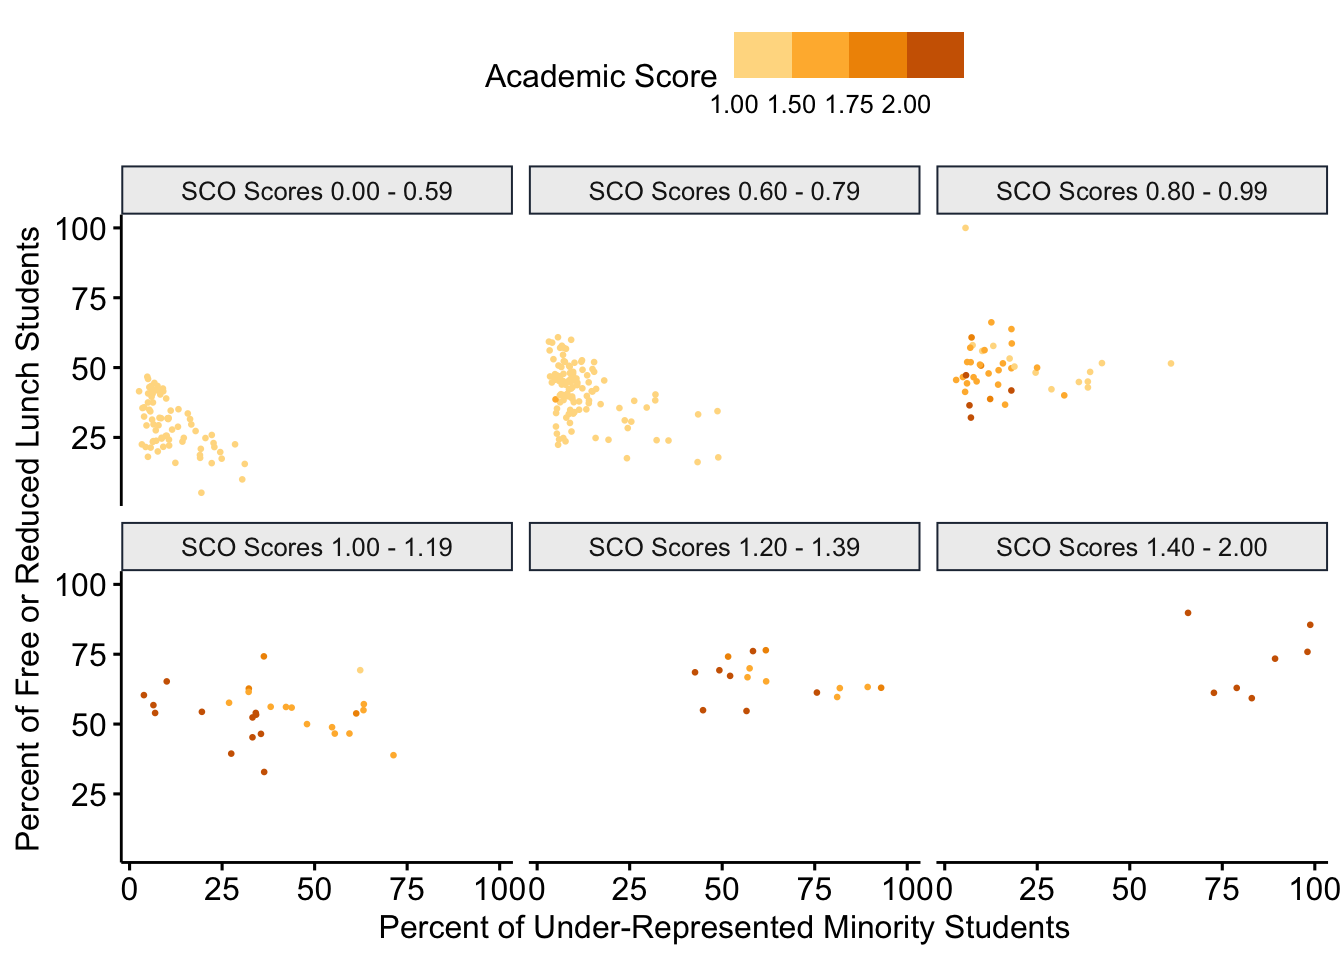 Academic Score
1.00 1.50 1.75 2.00
SCO Scores 0.00 - 0.59
SCO Scores 0.60 - 0.79
SCO Scores 0.80 - 0.99
100
75
50
25
SCO Scores 1.00 - 1.19
SCO Scores 1.20 - 1.39
SCO Scores 1.40 - 2.00
100
75
50
25
0 25 50 75 100
0 25 50 75 100
0 25 50 75 100
Percent of Under-Represented Minority Students
Percent of Free or Reduced Lunch Students